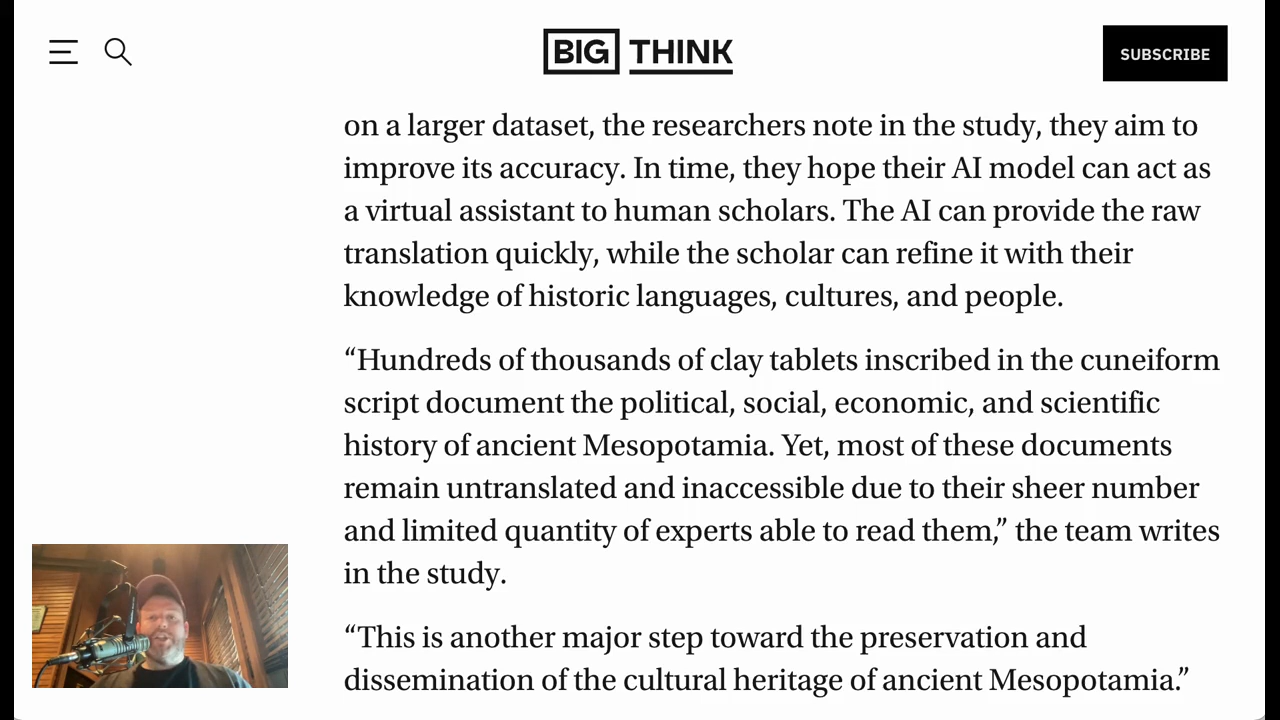 BIG THINK
SUBSCRIBE
on a larger dataset, the researchers note in the study, they aim to
improve its accuracy. In time, they hope their AI model can act as
a virtual assistant to human scholars. The AI can provide the raw
translation quickly, while the scholar can refine it with their
knowledge of historic languages, cultures, and people.
“Hundreds of thousands of clay tablets inscribed in the cuneiform
script document the political, social, economic, and scientific
history of ancient Mesopotamia. Yet, most of these documents
remain untranslated and inaccessible due to their sheer number
and limited quantity of experts able to read them,” the team writes
in the study.
“This is another major step toward the preservation and
dissemination of the cultural heritage of ancient Mesopotamia.”